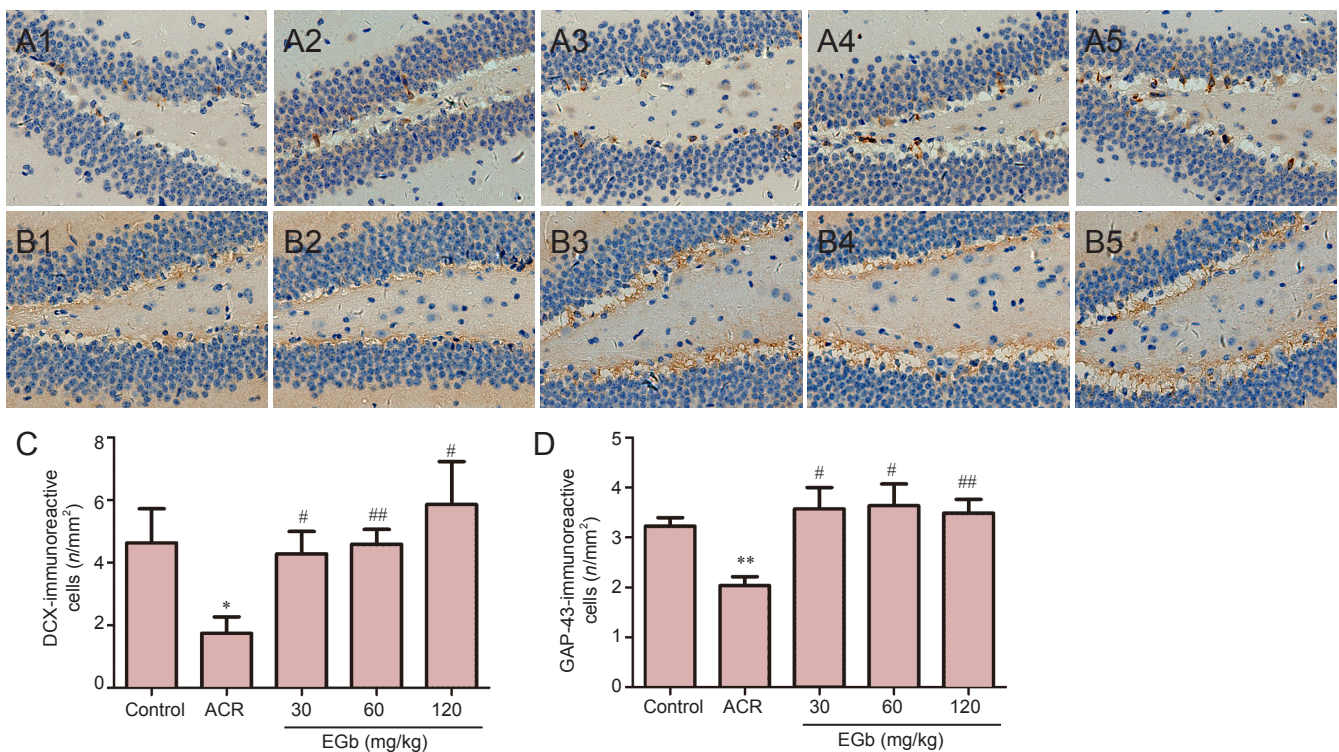 A1 A2 A3 A4 A5
B1 B2 B3 B4 B5
C
DCX-immunoreactive
cells (n/mm²)
8
6
4
2
0
*
#
##
#
Control ACR 30 60 120
EGb (mg/kg)
D
GAP-43-immunoreactive
cells (n/mm²)
5
4
3
2
1
0
**
#
#
##
Control ACR 30 60 120
EGb (mg/kg)